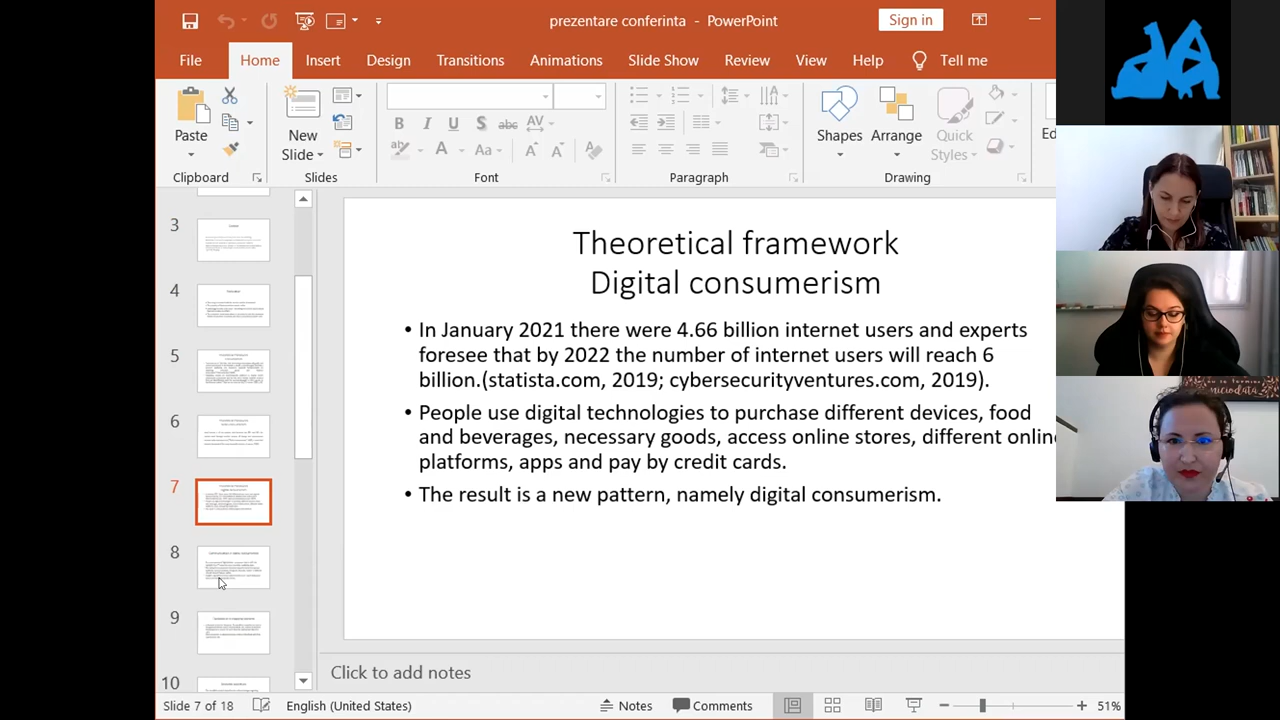 prezentare conferinta - PowerPoint
Sign in
File Home Insert Design Transitions Animations Slide Show Review View Help Tell me
Paste
New
Slide
Shapes
Arrange
Quick
Styles
Ed
Clipboard
Slides
Font
Paragraph
Drawing
3
4
5
6
7
8
9
10
Theoretical framework
Digital consumerism
• In January 2021 there were 4.66 billion internet users and experts
foresee that by 2022 the number of internet users will reach 6
billion.(statista.com, 2019; cybersecurityventures.com, 2019).
• People use digital technologies to purchase different devices, food
and beverages, necessary goods, access online stores, different onlin
platforms, apps and pay by credit cards.
• The result is a new pattern, namely digital consumerism.
niciodată
Click to add notes
Slide 7 of 18
English (United States)
Notes
Comments
51%